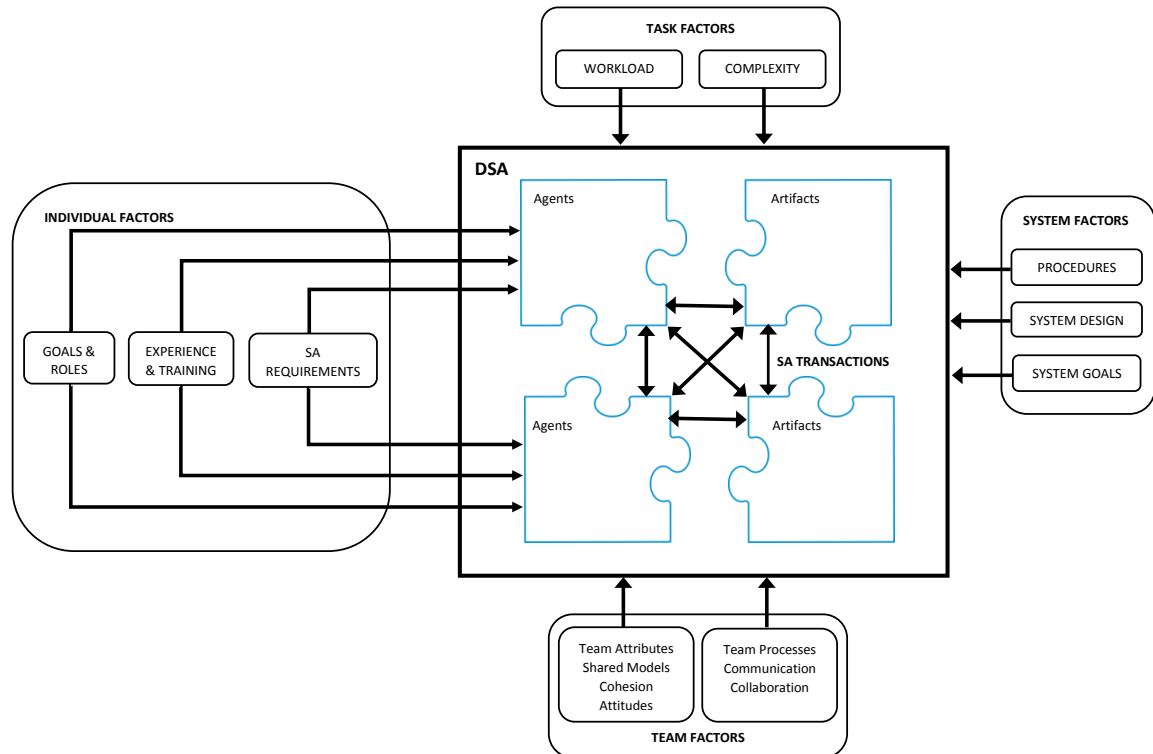 TASK FACTORS
WORKLOAD
COMPLEXITY
DSA
Agents
Artifacts
INDIVIDUAL FACTORS
SYSTEM FACTORS
PROCEDURES
SYSTEM DESIGN
SYSTEM GOALS
GOALS &
ROLES
EXPERIENCE
& TRAINING
SA
REQUIREMENTS
SA TRANSACTIONS
Agents
Artifacts
Team Attributes
Shared Models
Cohesion
Attitudes
Team Processes
Communication
Collaboration
TEAM FACTORS